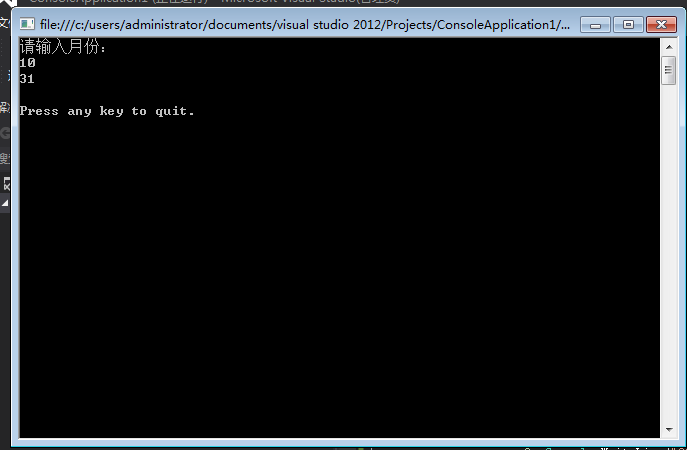 file:///c:/users/administrator/documents/visual studio 2012/Projects/ConsoleApplication1/...
请输入月份：
10
31
Press any key to quit.